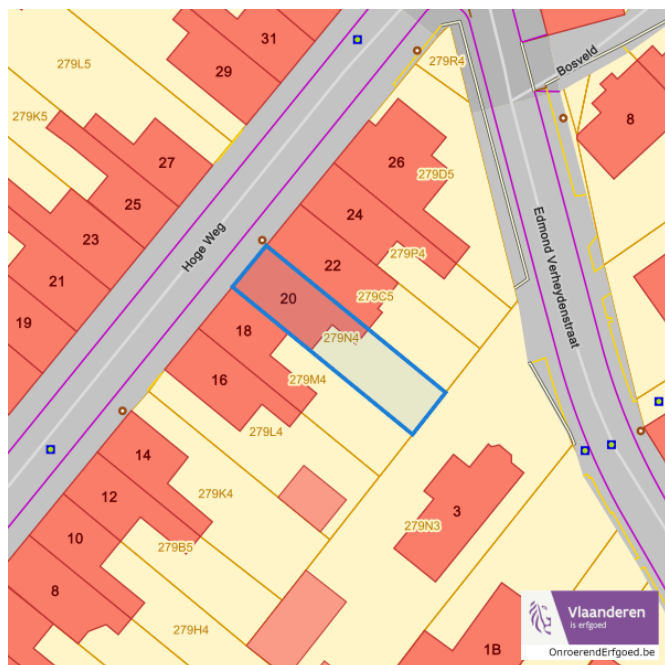 31
279R4
Bosveld
279L5
29
8
279K5
27
26
279D5
25
24
23
Hoge Weg
Edmond Verheydenstraat
22
279P4
21
20
279C5
19
18
279N4
16
279M4
279L4
14
279K4
12
3
279N3
10
279B5
8
279H4
1B
Vlaanderen
is erfgoed
OnroerendErfgoed.be